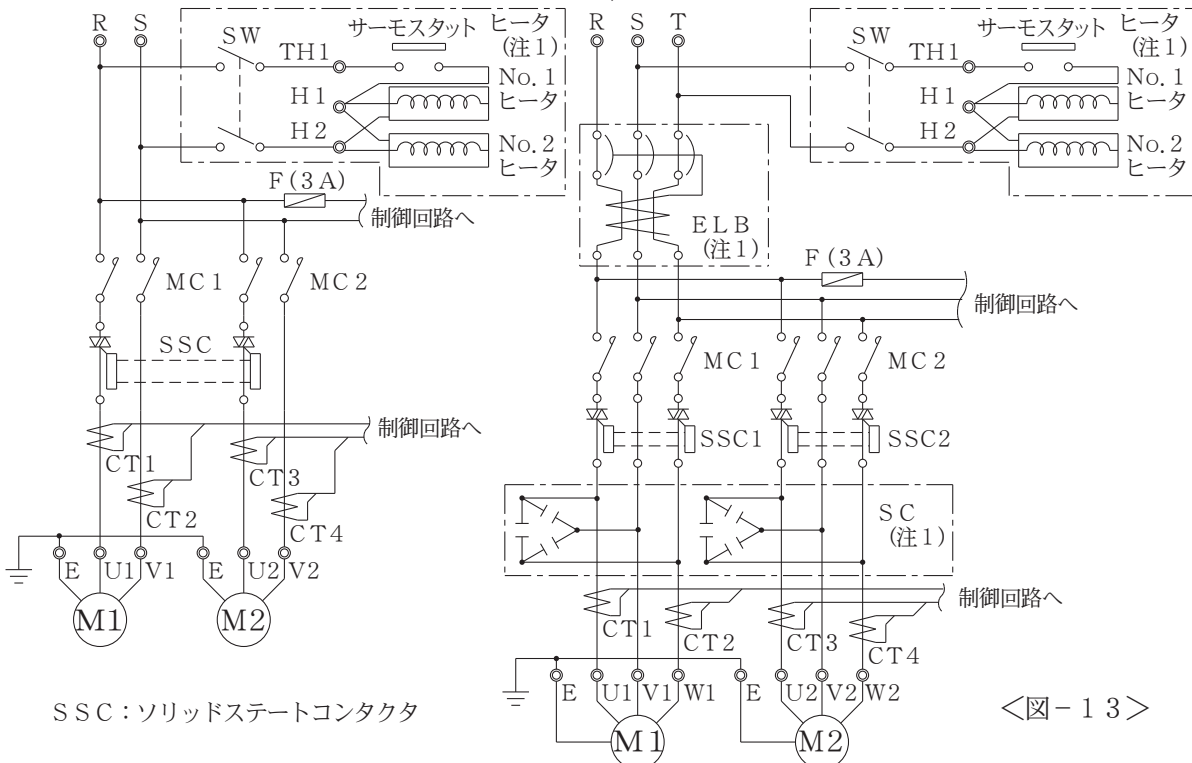 R S
サーモスタット
ヒータ
(注1)
SW
TH1
No.1
ヒータ
H1
H2
No.2
ヒータ
F(3A)
制御回路へ
MC1
MC2
SSC
制御回路へ
CT1
CT3
CT2
CT4
E U1 V1 E U2 V2
M1 M2
SSC：ソリッドステートコンタクタ
R S T
サーモスタット
ヒータ
(注1)
SW
TH1
No.1
ヒータ
H1
H2
No.2
ヒータ
ELB
(注1)
F(3A)
制御回路へ
MC1
MC2
SSC1
SSC2
SC
(注1)
制御回路へ
CT1
CT2
CT3
CT4
E U1 V1 W1 E U2 V2 W2
M1 M2
＜図－13＞